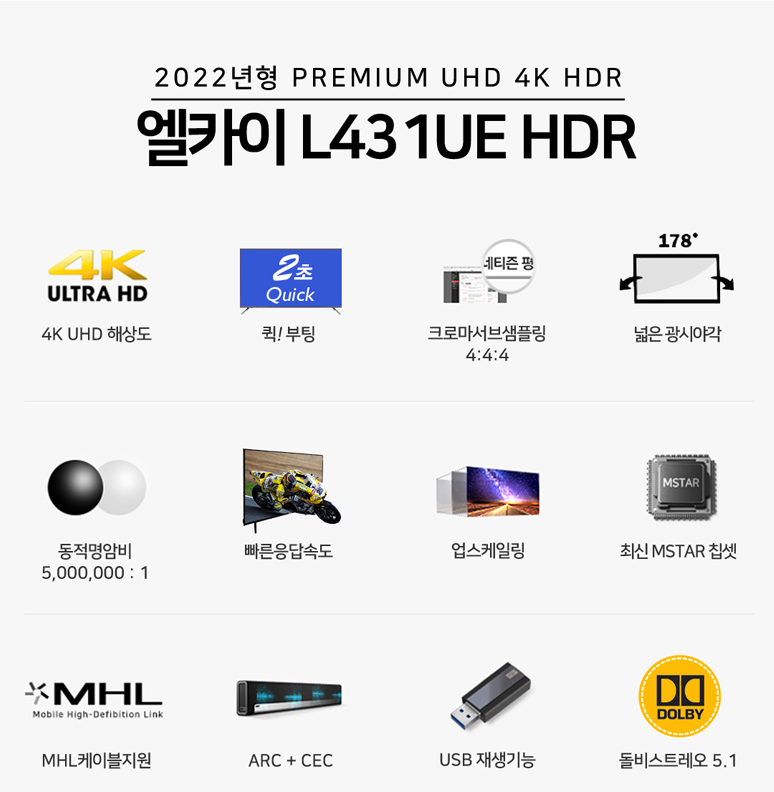 2022년형 PREMIUM UHD 4K HDR
엘카이 L431UE HDR
4K
ULTRA HD
4K UHD 해상도
2초
Quick
퀵! 부팅
네티즌 평
크로마서브샘플링
4:4:4
178°
넓은 광시야각
동적명암비
5,000,000 : 1
빠른응답속도
업스케일링
MSTAR
최신 MSTAR 칩셋
MHL
Mobile High-Defibition Link
MHL케이블지원
ARC + CEC
USB 재생기능
DOLBY
돌비스트레오 5.1